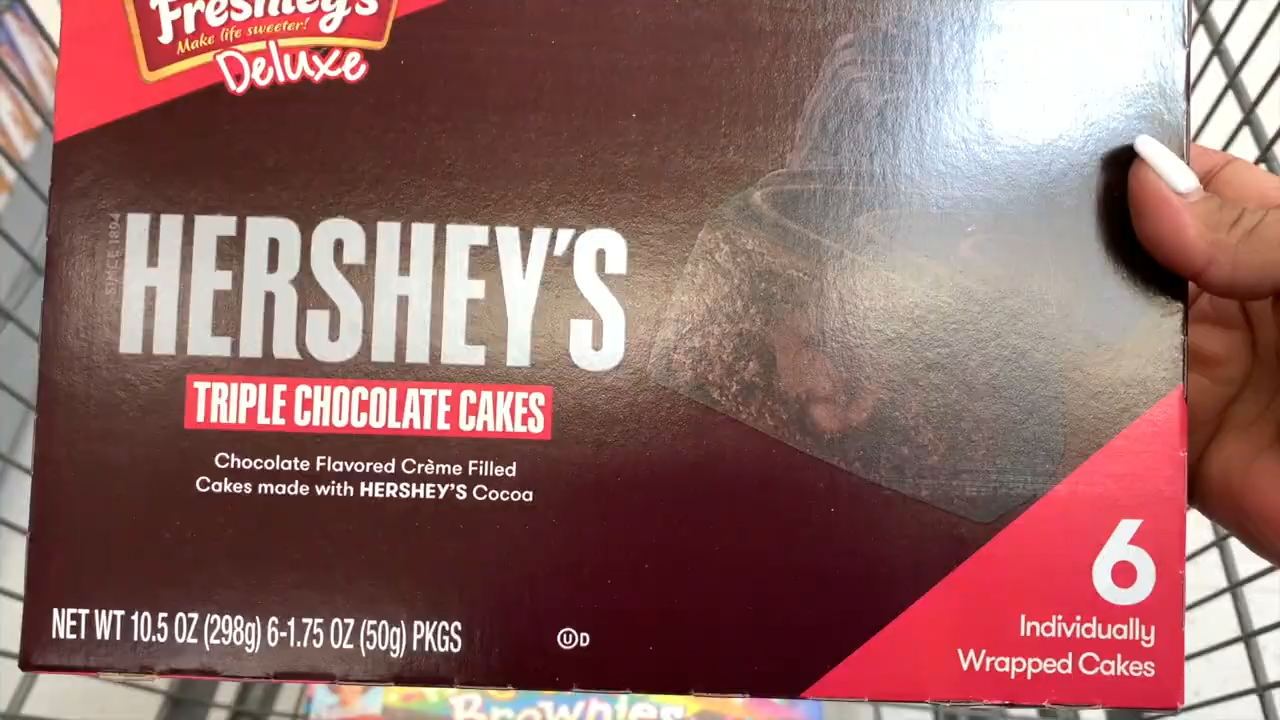 Freshley's
Make life sweeter!
Deluxe
SINCE 1894
HERSHEY'S
TRIPLE CHOCOLATE CAKES
Chocolate Flavored Crème Filled
Cakes made with HERSHEY'S Cocoa
6
Individually
Wrapped Cakes
NET WT 10.5 OZ (298g) 6-1.75 OZ (50g) PKGS
UD
Brownies